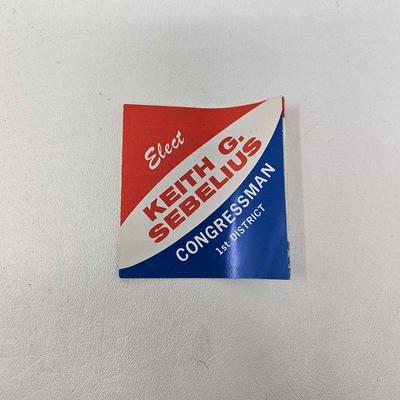 Elect
KEITH G.
SEBELIUS
CONGRESSMAN
1st DISTRICT